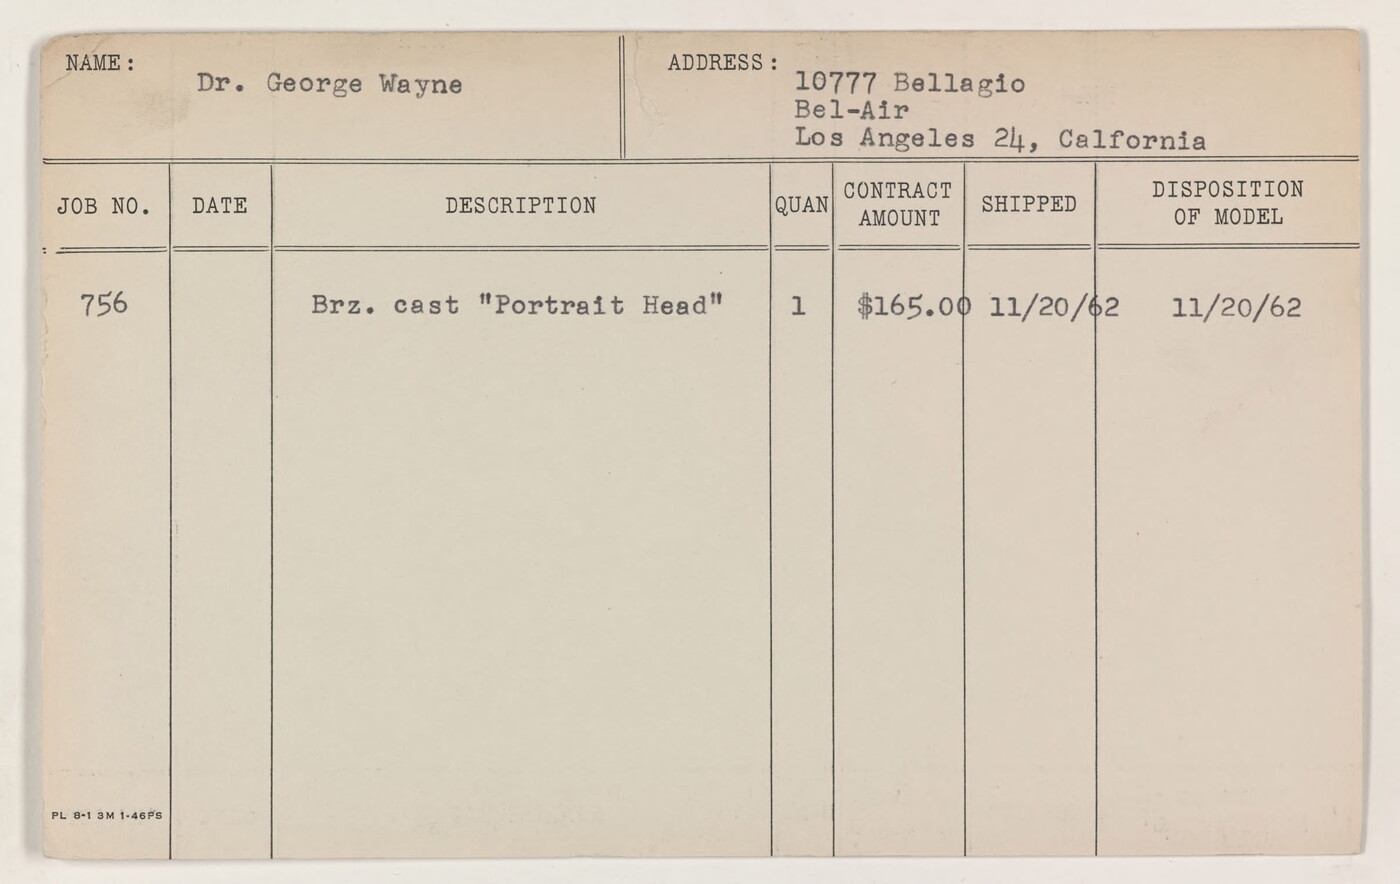 NAME:
Dr. George Wayne
ADDRESS:
10777 Bellagio
Bel-Air
Los Angeles 24, Calfornia
JOB NO. DATE DESCRIPTION QUAN CONTRACT AMOUNT SHIPPED DISPOSITION OF MODEL
756 Brz. cast "Portrait Head" 1 $165.00 11/20/62 11/20/62
PL 8-1 3M 1-46PS